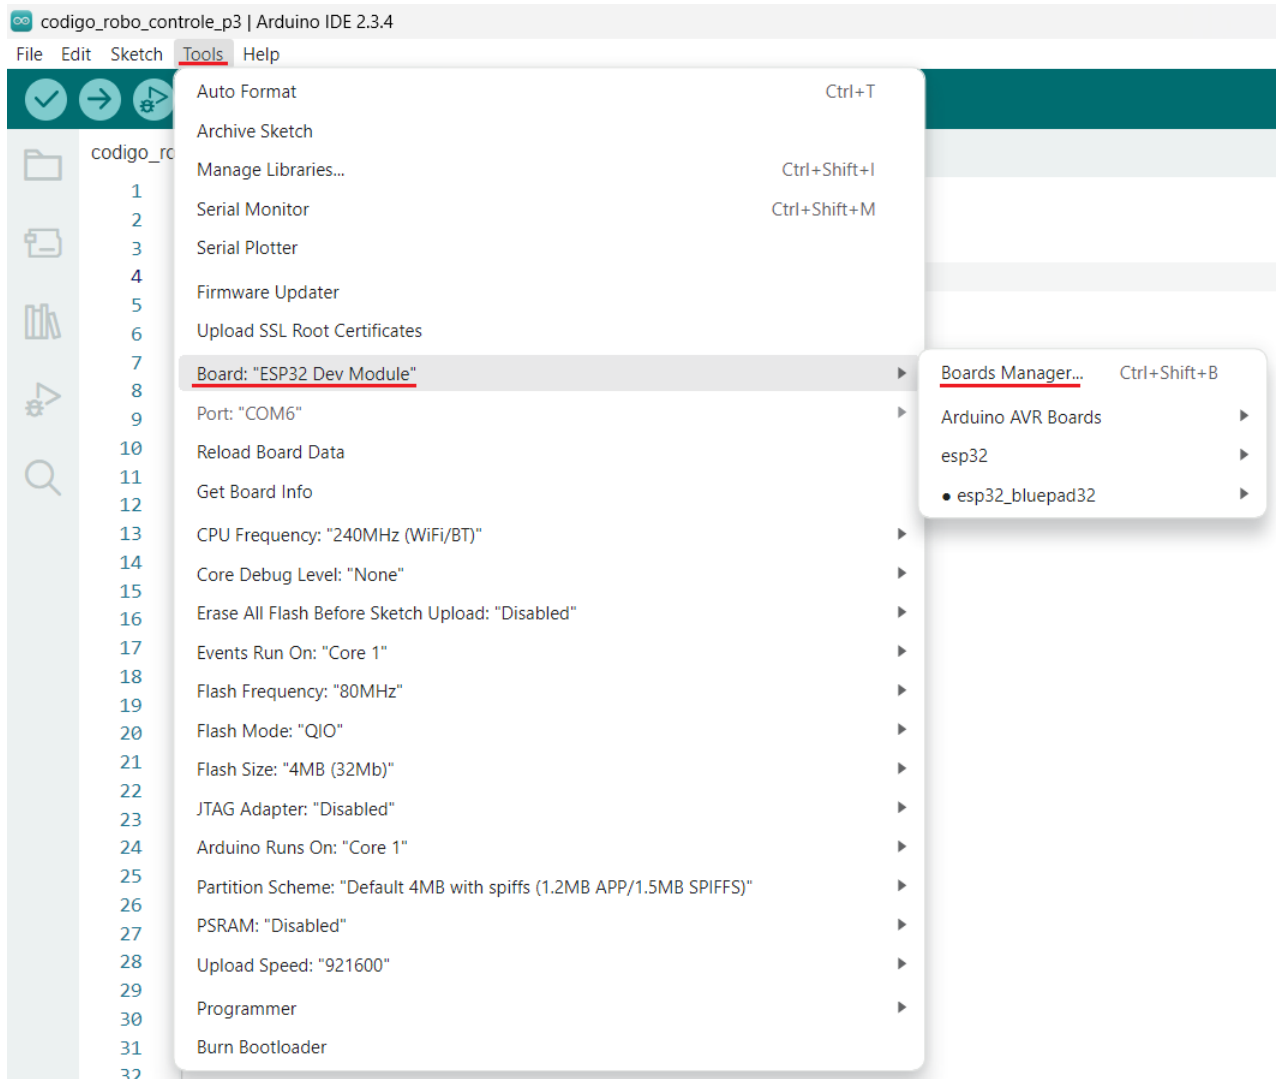 codigo_robo_controle_p3 | Arduino IDE 2.3.4
File Edit Sketch Tools Help
Auto Format Ctrl+T
Archive Sketch
codigo_ro
Manage Libraries... Ctrl+Shift+I
Serial Monitor Ctrl+Shift+M
Serial Plotter
Firmware Updater
Upload SSL Root Certificates
Board: "ESP32 Dev Module"
Boards Manager... Ctrl+Shift+B
Arduino AVR Boards
esp32
● esp32_bluepad32
Port: "COM6"
Reload Board Data
Get Board Info
CPU Frequency: "240MHz (WiFi/BT)"
Core Debug Level: "None"
Erase All Flash Before Sketch Upload: "Disabled"
Events Run On: "Core 1"
Flash Frequency: "80MHz"
Flash Mode: "QIO"
Flash Size: "4MB (32Mb)"
JTAG Adapter: "Disabled"
Arduino Runs On: "Core 1"
Partition Scheme: "Default 4MB with spiffs (1.2MB APP/1.5MB SPIFFS)"
PSRAM: "Disabled"
Upload Speed: "921600"
Programmer
Burn Bootloader
1
2
3
4
5
6
7
8
9
10
11
12
13
14
15
16
17
18
19
20
21
22
23
24
25
26
27
28
29
30
31
32